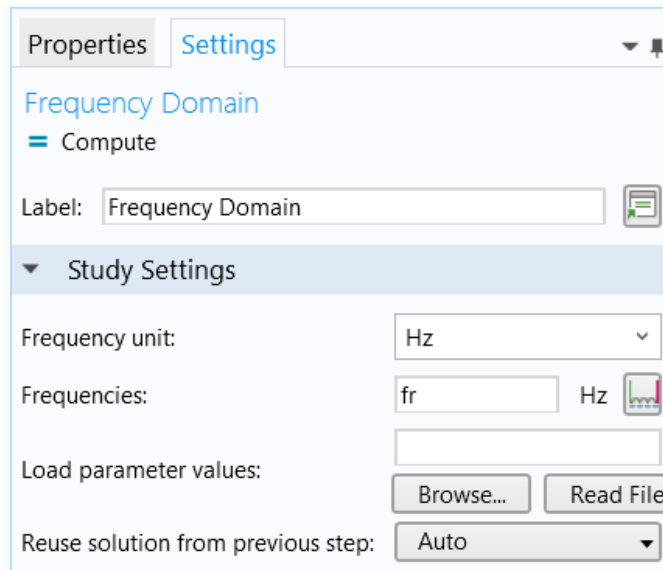 Properties Settings
Frequency Domain
= Compute
Label: Frequency Domain
Study Settings
Frequency unit: Hz
Frequencies: fr Hz
Load parameter values:
Browse... Read File
Reuse solution from previous step: Auto